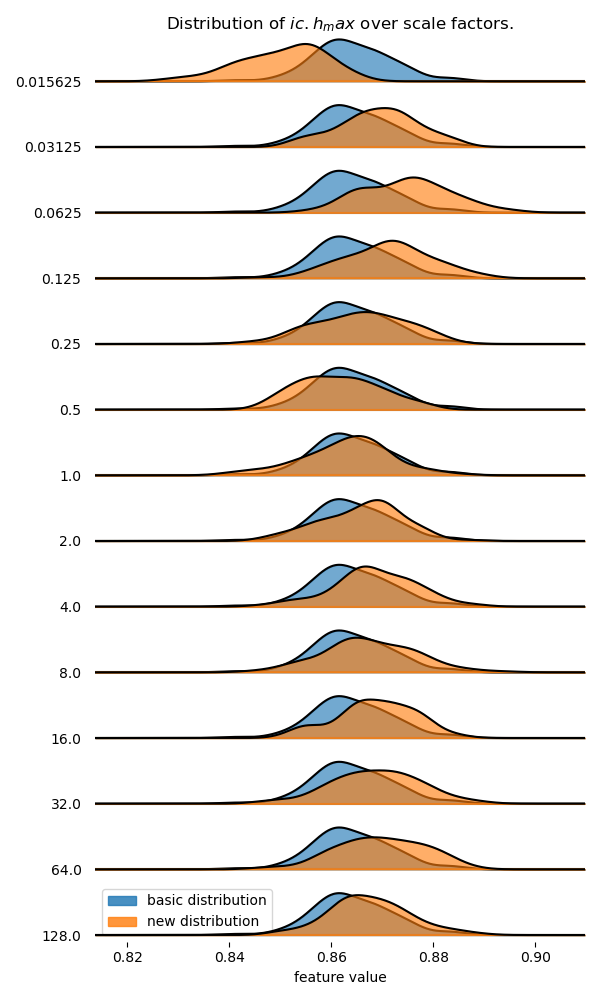 Distribution of ic.hmax over scale factors.
0.015625
0.03125
0.0625
0.125
0.25
0.5
1.0
2.0
4.0
8.0
16.0
32.0
64.0
128.0
basic distribution
new distribution
0.82 0.84 0.86 0.88 0.90
feature value